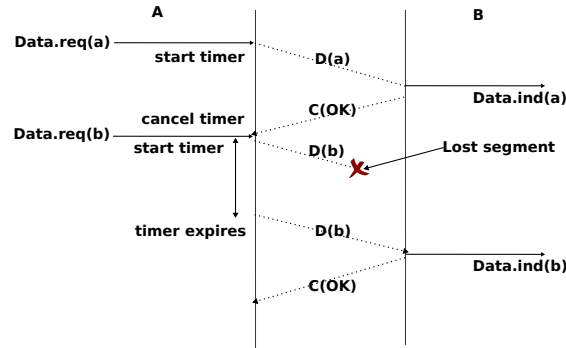 A
B
Data.req(a)
start timer
D(a)
Data.ind(a)
C(OK)
cancel timer
Data.req(b)
start timer
D(b)
Lost segment
timer expires
D(b)
Data.ind(b)
C(OK)